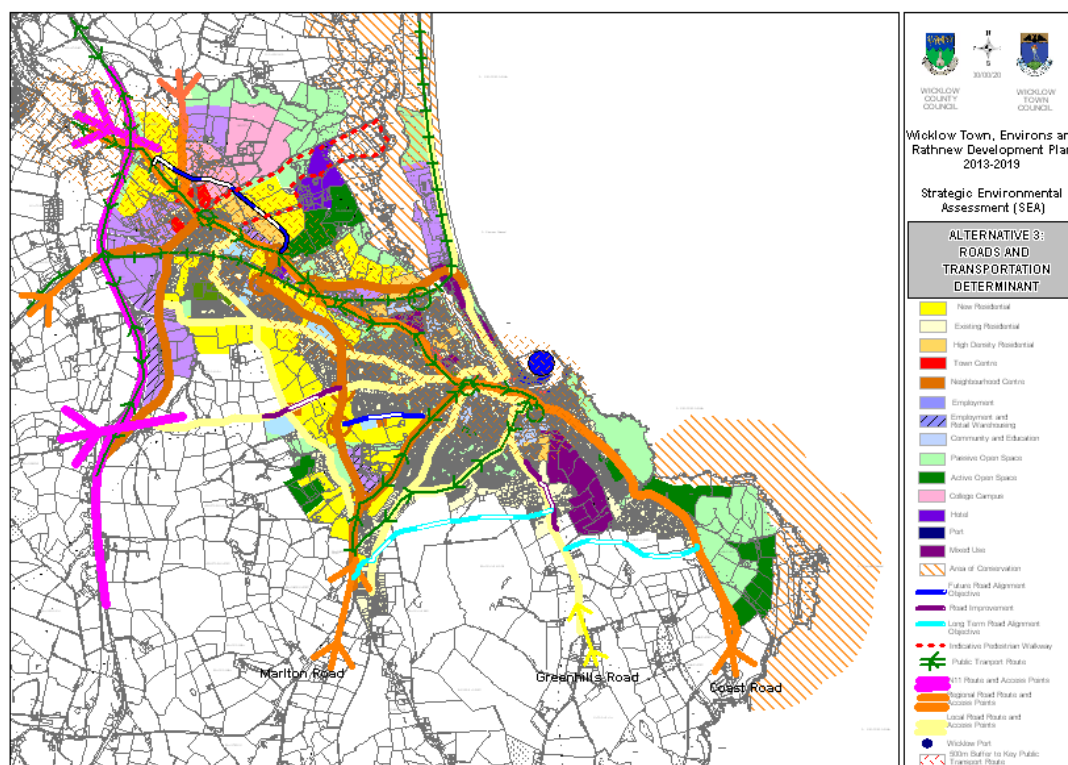 WICKLOW
COUNTY
COUNCIL
WICKLOW
TOWN
COUNCIL
Wicklow Town, Environs an
Rathnew Development Plan
2013-2019
Strategic Environmental
Assessment (SEA)
ALTERNATIVE 3:
ROADS AND
TRANSPORTATION
DETERMINANT
New Residential
Existing Residential
High Density Residential
Town Centre
Neighbourhood Centre
Employment
Employment and
Retail Warehousing
Community and Education
Passive Open Space
Active Open Space
College Campus
Hotel
Port
Mixed Use
Area of Conservation
Future Road Alignment
Objective
Road Improvement
Long Term Road Alignment
Objective
Indicative Pedestrian Walkway
Public Tranport Route
N11 Route and Access Points
Regional Road Route and
Access Points
Local Road Route and
Access Points
Wicklow Port
500m Buffer to Key Public
Transport Route
Marlton Road
Greenhills Road
Coast Road